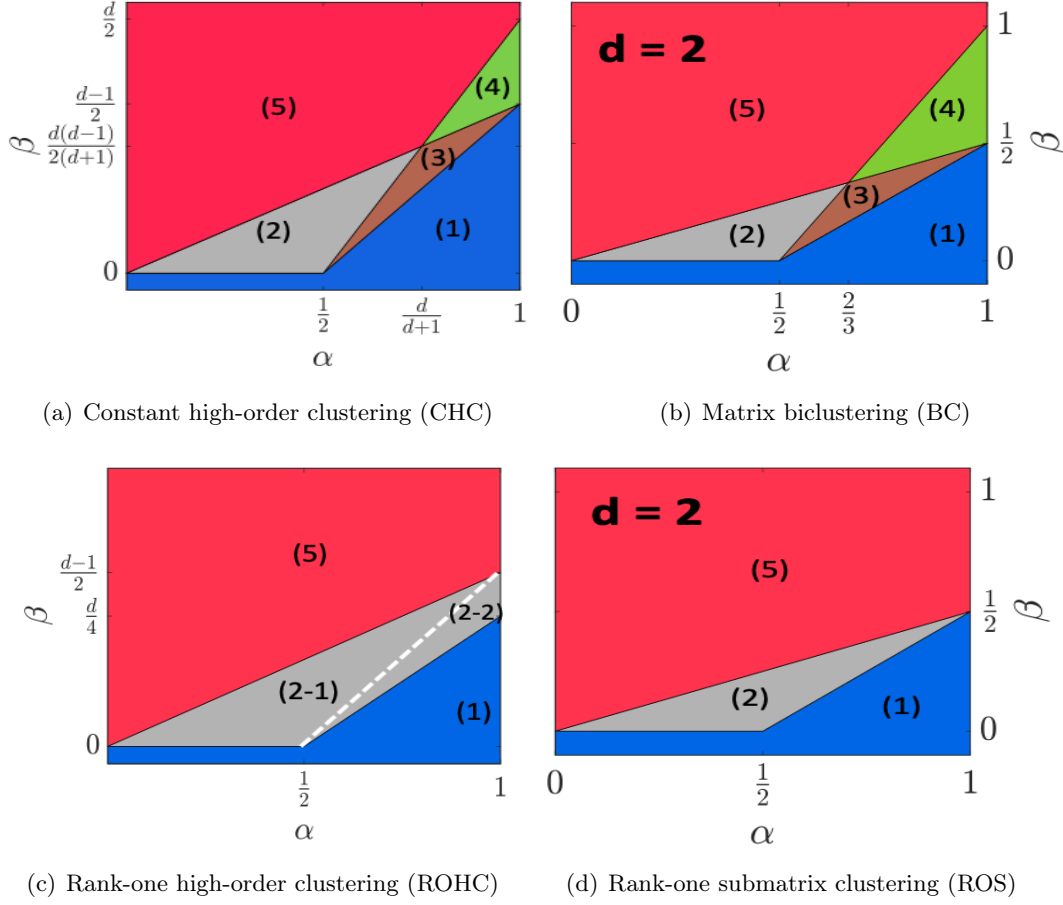 d/2
d = 2
1
(4)
(4)
(d−1)/2
(5)
(5)
β
d(d−1)/2(d+1)
(3)
1/2
β
(3)
(2)
(1)
(2)
(1)
0
0
1/2
d/(d+1)
1
0
1/2
2/3
1
α
α
(a) Constant high-order clustering (CHC)
(b) Matrix biclustering (BC)
d = 2
1
(5)
(5)
(d−1)/2
β
d/4
(2-2)
1/2
β
(2-1)
(1)
(2)
(1)
0
0
1/2
1
0
1/2
1
α
α
(c) Rank-one high-order clustering (ROHC)
(d) Rank-one submatrix clustering (ROS)